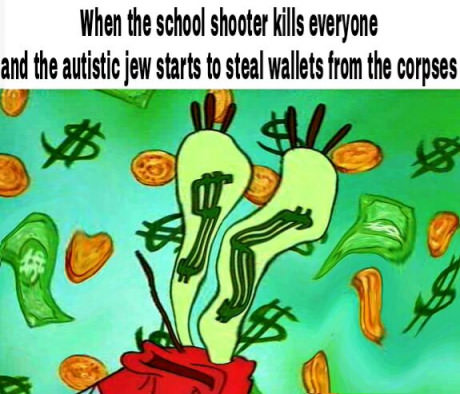 When the school shooter kills everyone
and the autistic jew starts to steal wallets from the corpses